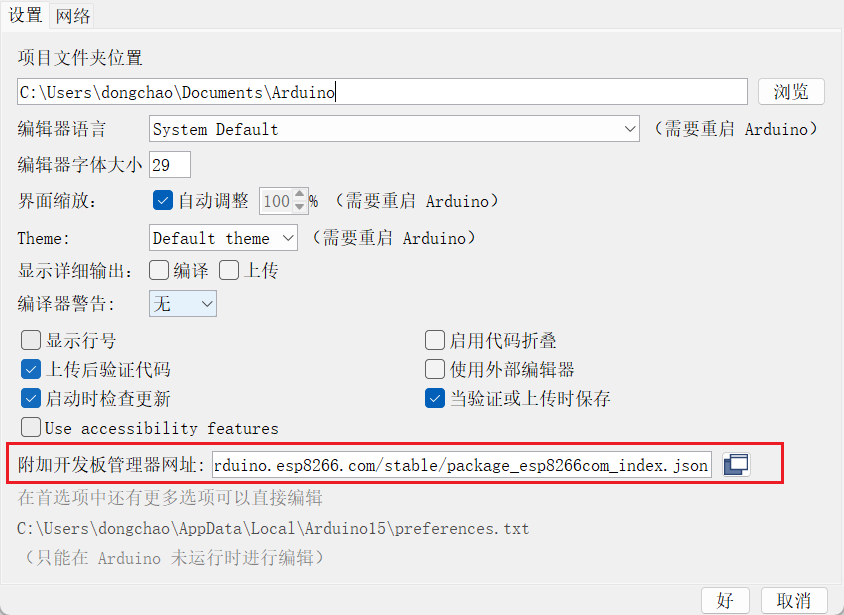 设置 网络
项目文件夹位置
C:\Users\dongchao\Documents\Arduino 浏览
编辑器语言 System Default （需要重启 Arduino）
编辑器字体大小 29
界面缩放： 自动调整 100 % （需要重启 Arduino）
Theme: Default theme （需要重启 Arduino）
显示详细输出： 编译 上传
编译器警告: 无
显示行号 启用代码折叠
上传后验证代码 使用外部编辑器
启动时检查更新 当验证或上传时保存
Use accessibility features
附加开发板管理器网址: rduino.esp8266.com/stable/package_esp8266com_index.json
在首选项中还有更多选项可以直接编辑
C:\Users\dongchao\AppData\Local\Arduino15\preferences.txt
（只能在 Arduino 未运行时进行编辑）
好 取消